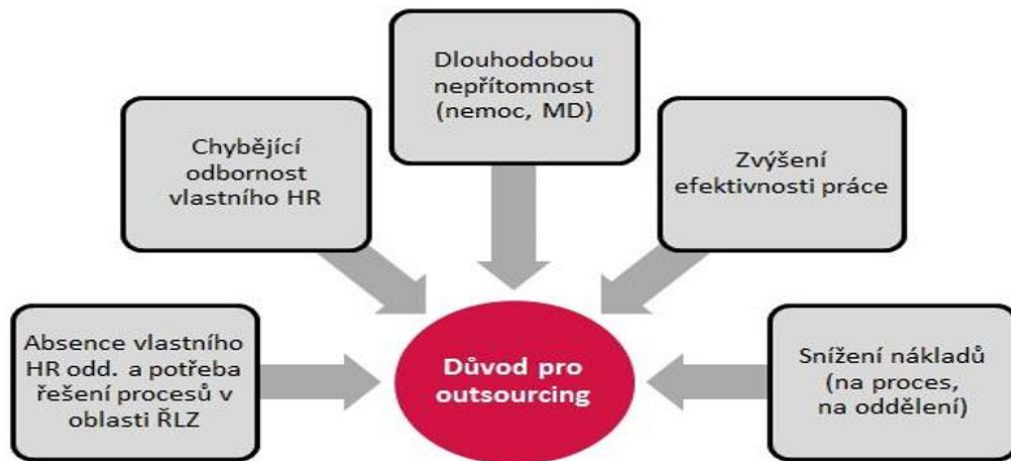 Dlouhodobou
nepřítomnost
(nemoc, MD)
Chybějící
odbornost
vlastního HR
Zvýšení
efektivnosti práce
Absence vlastního
HR odd. a potřeba
řešení procesů v
oblasti ŘLZ
Důvod pro
outsourcing
Snížení nákladů
(na proces,
na oddělení)